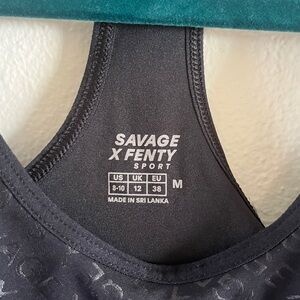 SAVAGE
X FENTY
SPORT
US UK EU
8-10 12 38 M
MADE IN SRI LANKA